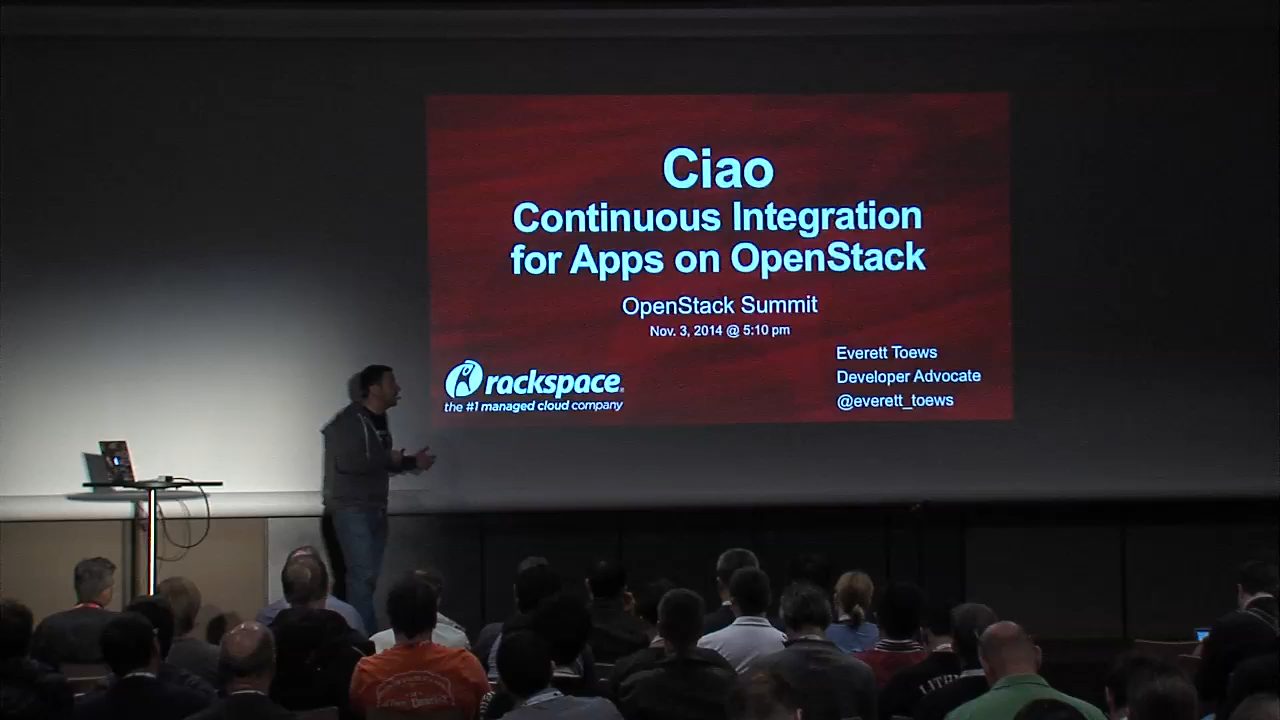 Ciao
Continuous Integration
for Apps on OpenStack
OpenStack Summit
Nov. 3, 2014 @ 5:10 pm
Everett Toews
Developer Advocate
@everett_toews
rackspace
the #1 managed cloud company
LITH